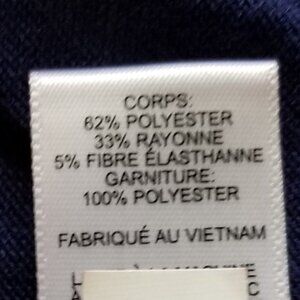 CORPS:
62% POLYESTER
33% RAYONNE
5% FIBRE ÉLASTHANNE
GARNITURE:
100% POLYESTER
FABRIQUÉ AU VIETNAM